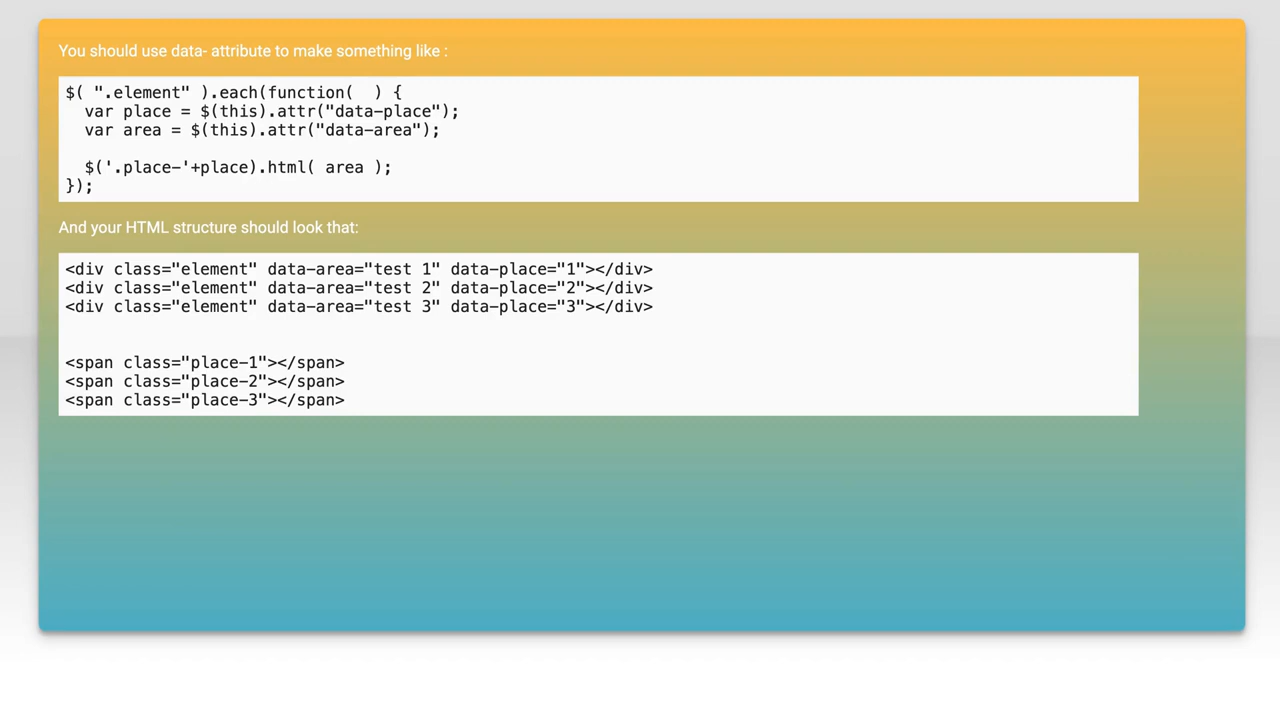 You should use data- attribute to make something like :
$( ".element" ).each(function(  ) {
  var place = $(this).attr("data-place");
  var area = $(this).attr("data-area");
  $('.place-'+place).html( area );
});
And your HTML structure should look that:
<div class="element" data-area="test 1" data-place="1"></div>
<div class="element" data-area="test 2" data-place="2"></div>
<div class="element" data-area="test 3" data-place="3"></div>
<span class="place-1"></span>
<span class="place-2"></span>
<span class="place-3"></span>